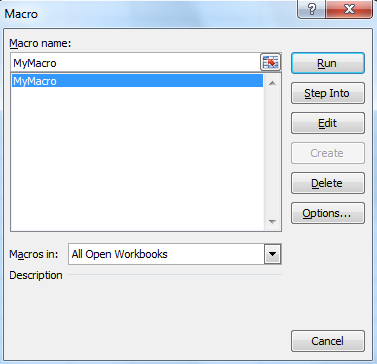 Macro
?
Macro name:
MyMacro
MyMacro
Run
Step Into
Edit
Create
Delete
Options...
Macros in:
All Open Workbooks
Description
Cancel